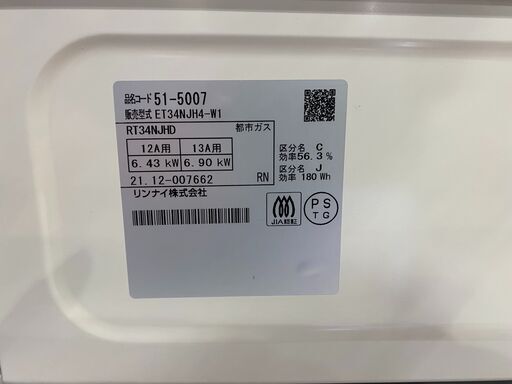 品名コード 51-5007
販売型式 ET34NJH4-W1
RT34NJHD 都市ガス
12A用 13A用
6.43 kW 6.90 kW
区分名 C
効率56.3%
区分名 J
効率 180 Wh
21.12-007662 RN
リンナイ株式会社
JIA認証
PS
TG